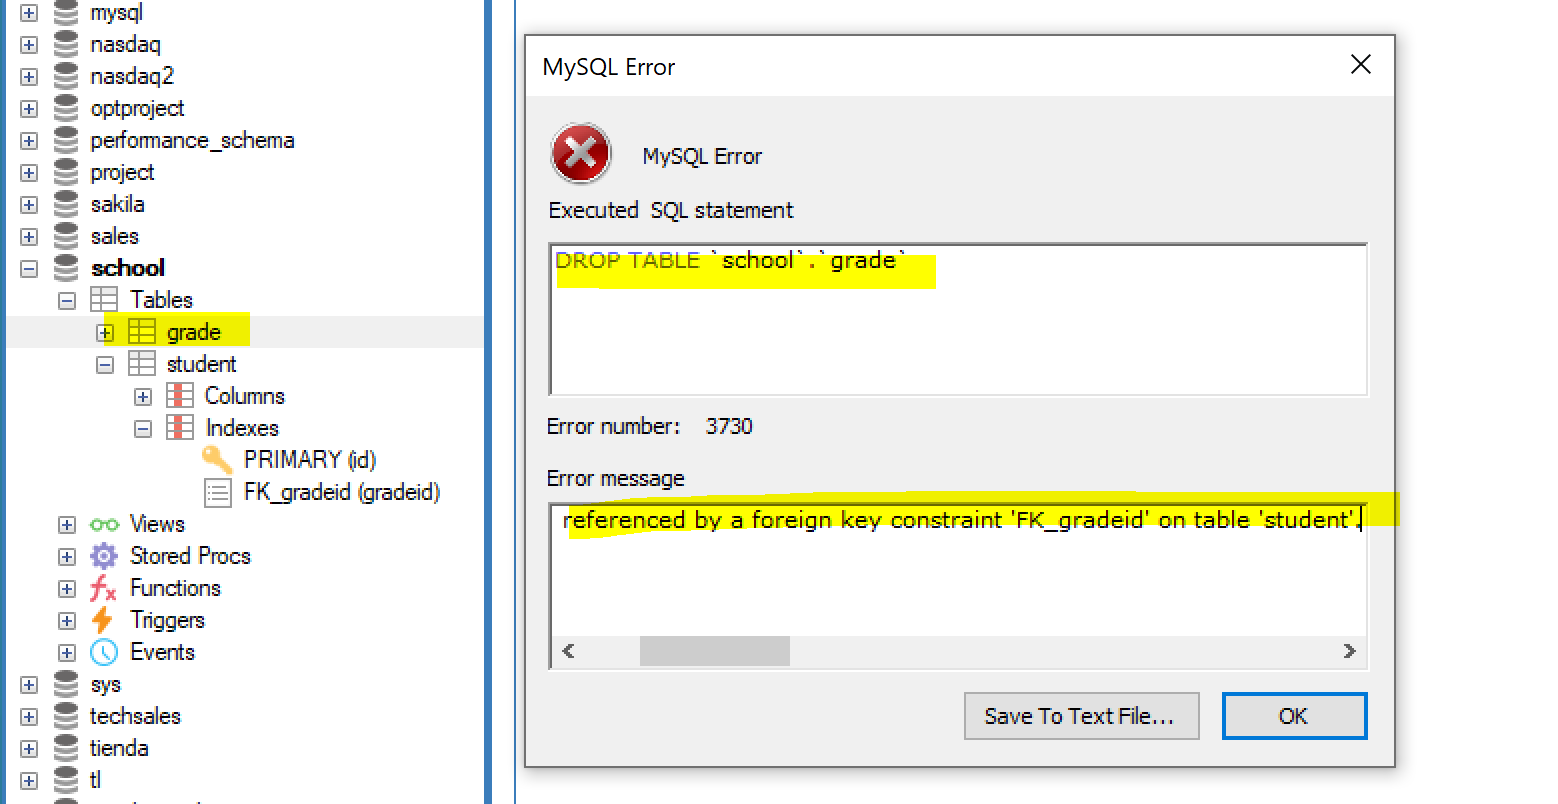 mysql
nasdaq
nasdaq2
optproject
performance_schema
project
sakila
sales
school
Tables
grade
student
Columns
Indexes
PRIMARY (id)
FK_gradeid (gradeid)
Views
Stored Procs
Functions
Triggers
Events
sys
techsales
tienda
tl
MySQL Error
MySQL Error
Executed SQL statement
DROP TABLE `school`.`grade`
Error number: 3730
Error message
referenced by a foreign key constraint 'FK_gradeid' on table 'student'.
Save To Text File...
OK